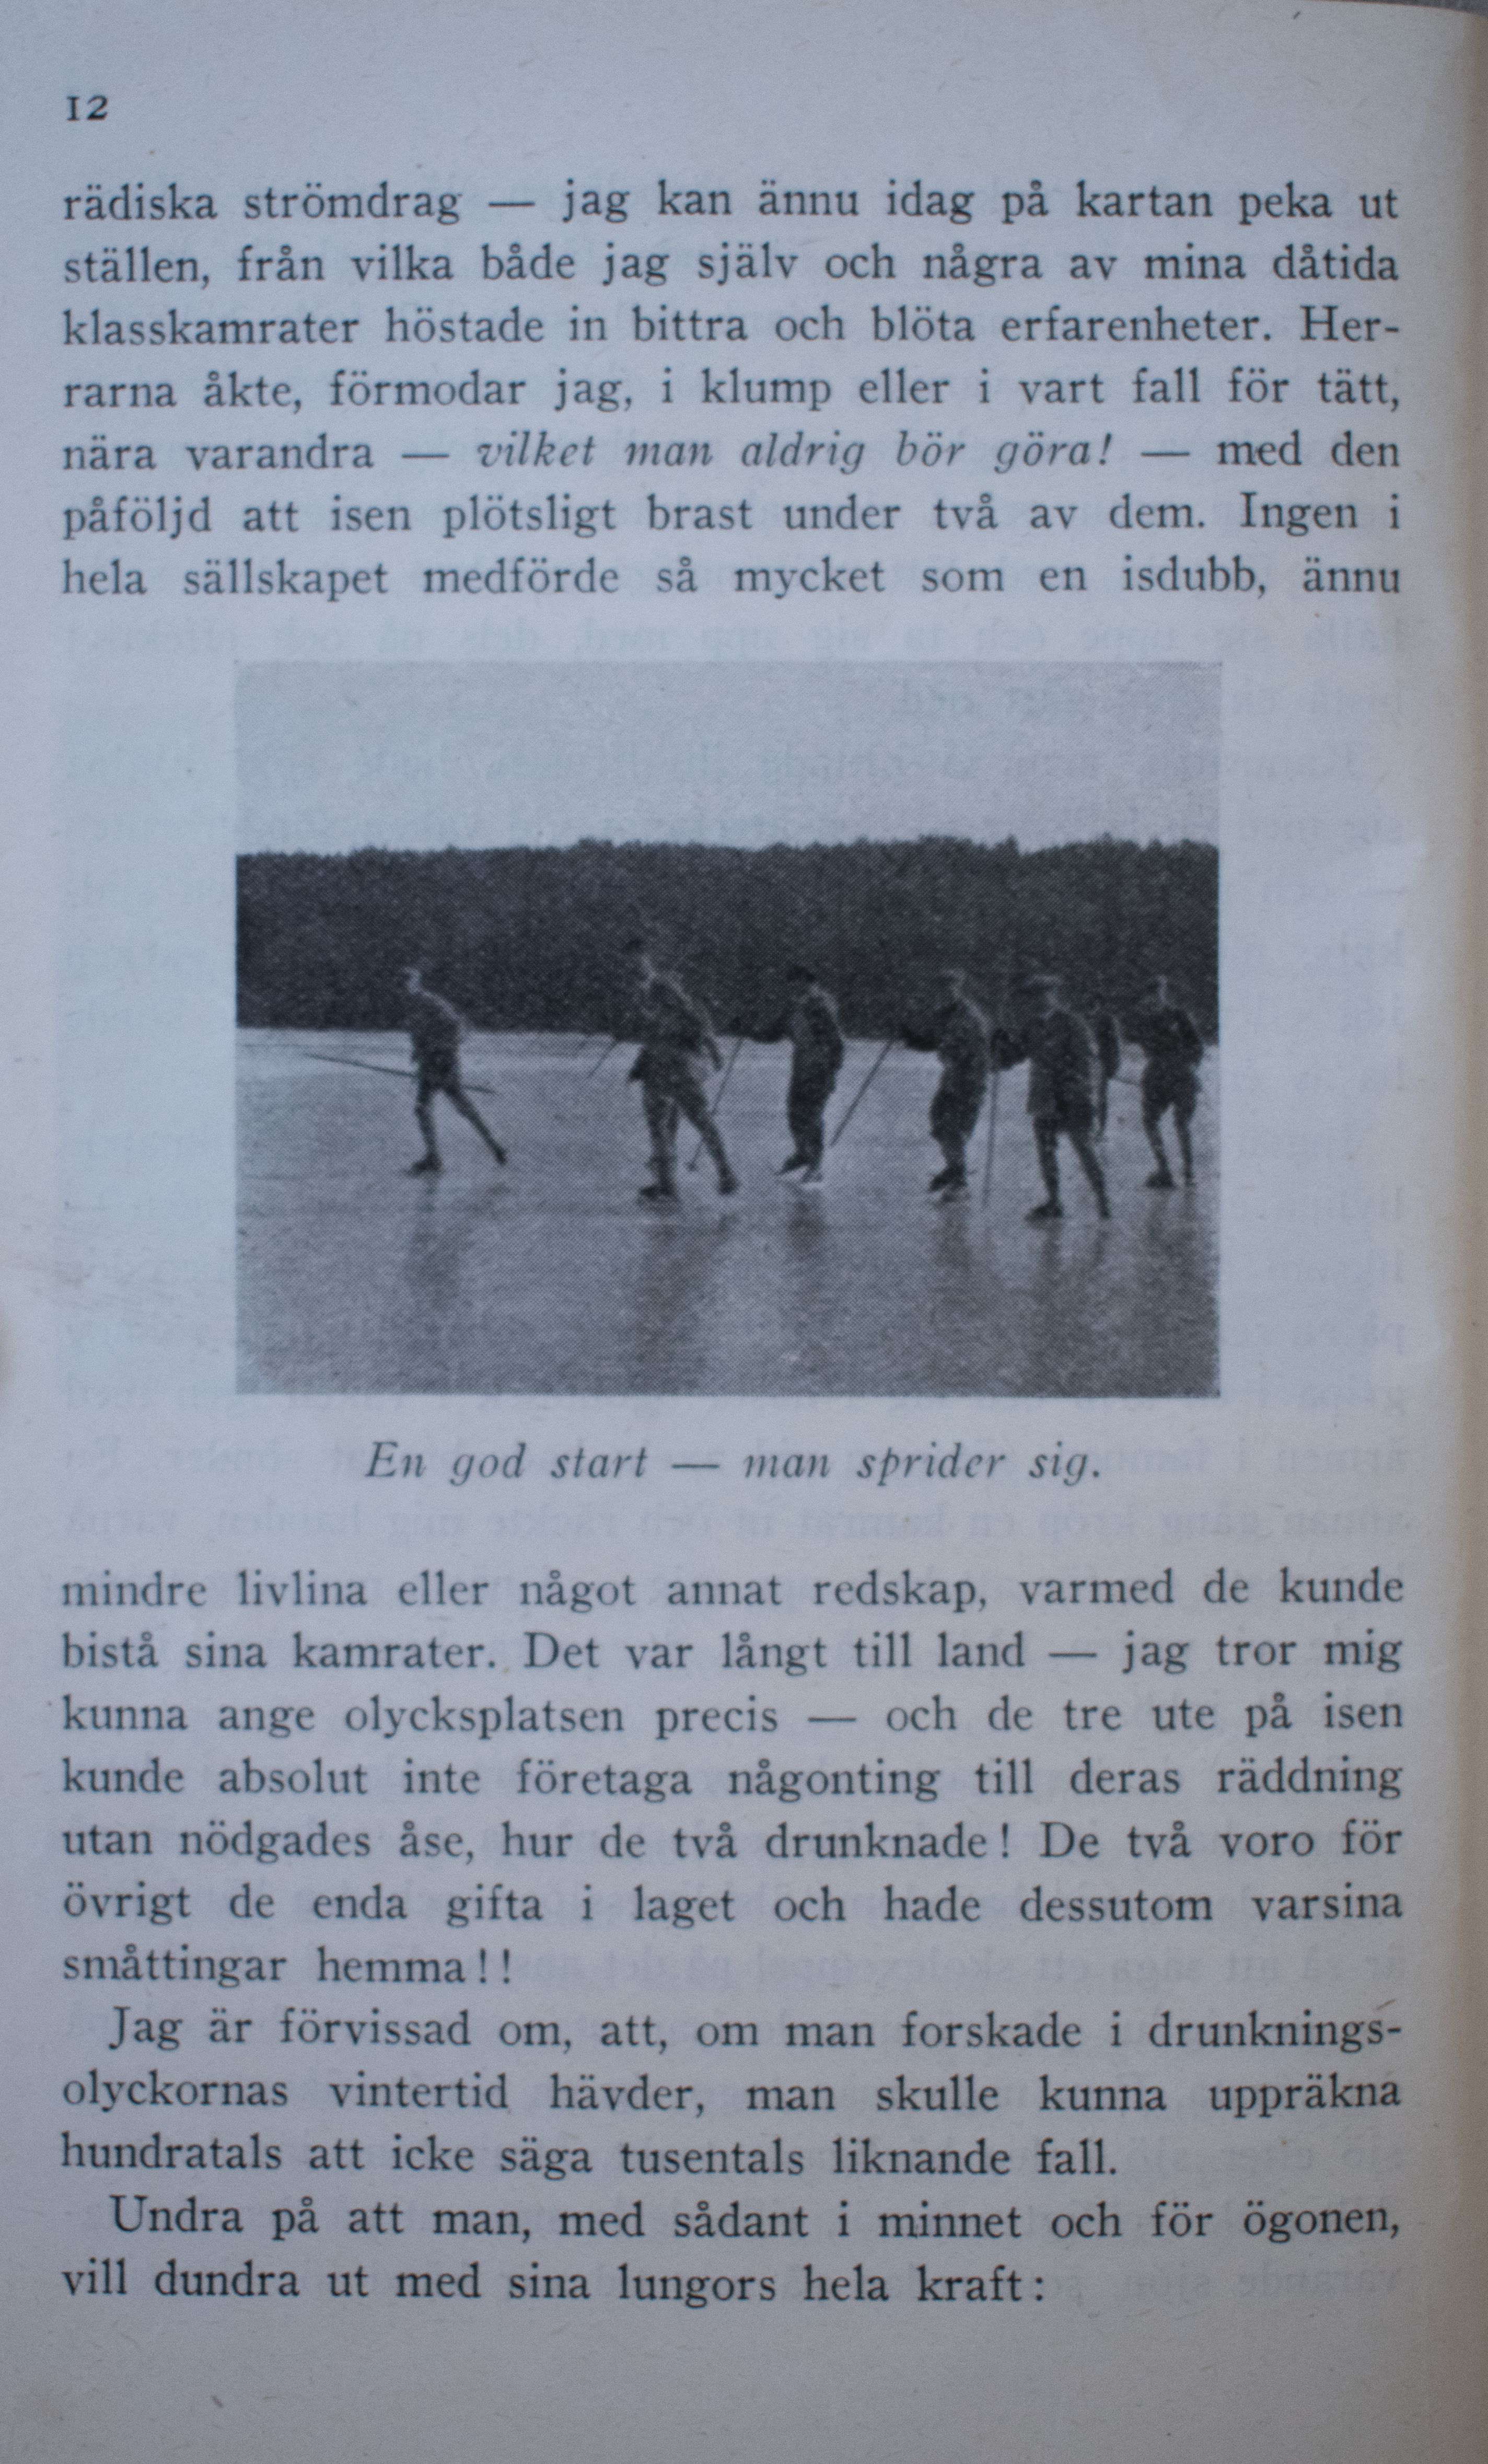 12
rädiska strömdrag — jag kan ännu idag på kartan peka ut
ställen, från vilka både jag själv och några av mina dåtida
klasskamrater höstade in bittra och blöta erfarenheter. Her-
rarna åkte, förmodar jag, i klump eller i vart fall för tätt,
nära varandra — vilket man aldrig bör göra! — med den
påföljd att isen plötsligt brast under två av dem. Ingen i
hela sällskapet medförde så mycket som en isdubb, ännu
En god start — man sprider sig.
mindre livlina eller något annat redskap, varmed de kunde
bistå sina kamrater. Det var långt till land — jag tror mig
kunna ange olycksplatsen precis — och de tre ute på isen
kunde absolut inte företaga någonting till deras räddning
utan nödgades åse, hur de två drunknade! De två voro för
övrigt de enda gifta i laget och hade dessutom varsina
småttingar hemma!!
Jag är förvissad om, att, om man forskade i drunknings-
olyckornas vintertid hävder, man skulle kunna uppräkna
hundratals att icke säga tusentals liknande fall.
Undra på att man, med sådant i minnet och för ögonen,
vill dundra ut med sina lungors hela kraft: